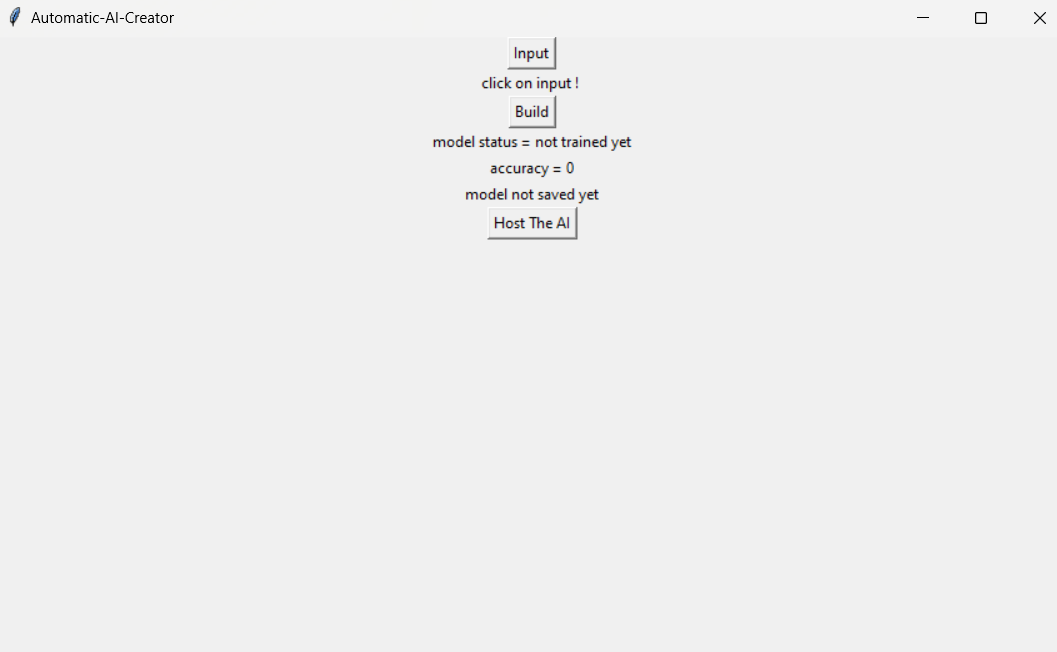 Automatic-AI-Creator
Input
click on input !
Build
model status = not trained yet
accuracy = 0
model not saved yet
Host The AI